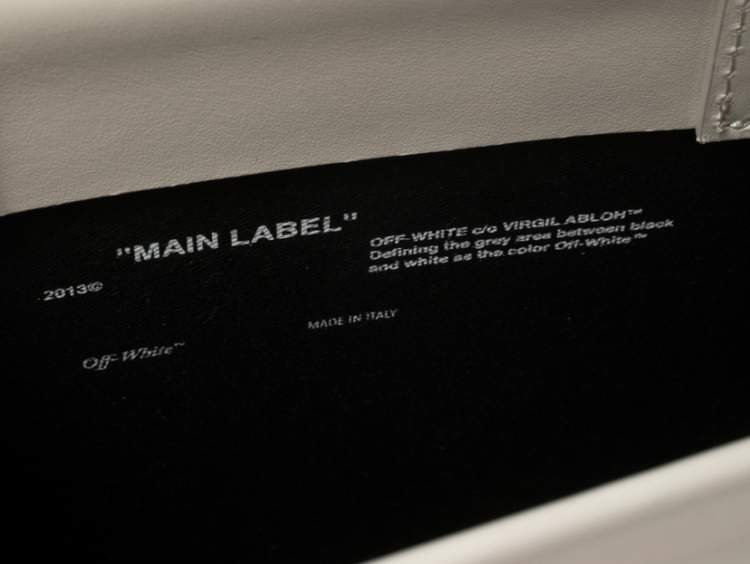 "MAIN LABEL"
OFF-WHITE c/o VIRGIL ABLOH™
Defining the grey area between black
and white as the color Off-White™
2013©
MADE IN ITALY
Off-White™